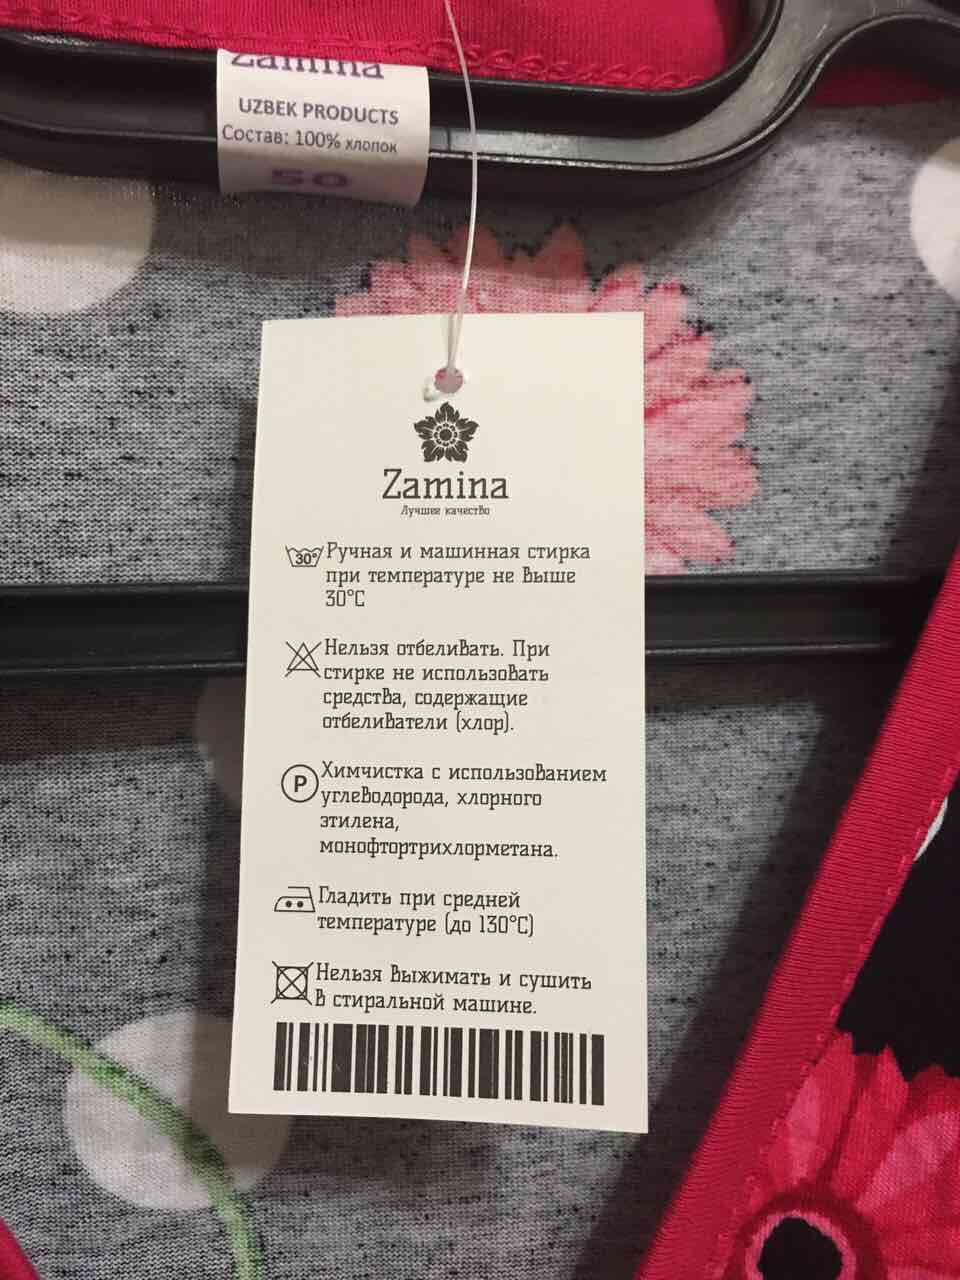 Zamina
UZBEK PRODUCTS
Состав: 100% хлопок
50
Zamina
Лучшее качество
30°
Ручная и машинная стирка
при температуре не выше
30°C
Нельзя отбеливать. При
стирке не использовать
средства, содержащие
отбеливатели (хлор).
P
Химчистка с использованием
углеводорода, хлорного
этилена,
монофтортрихлорметана.
Гладить при средней
температуре (до 130°C)
Нельзя выжимать и сушить
в стиральной машине.